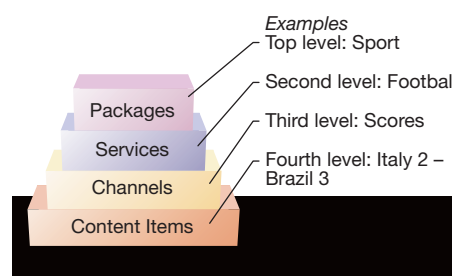 Examples
Top level: Sport
Second level: Footbal
Third level: Scores
Fourth level: Italy 2 –
Brazil 3
Packages
Services
Channels
Content Items